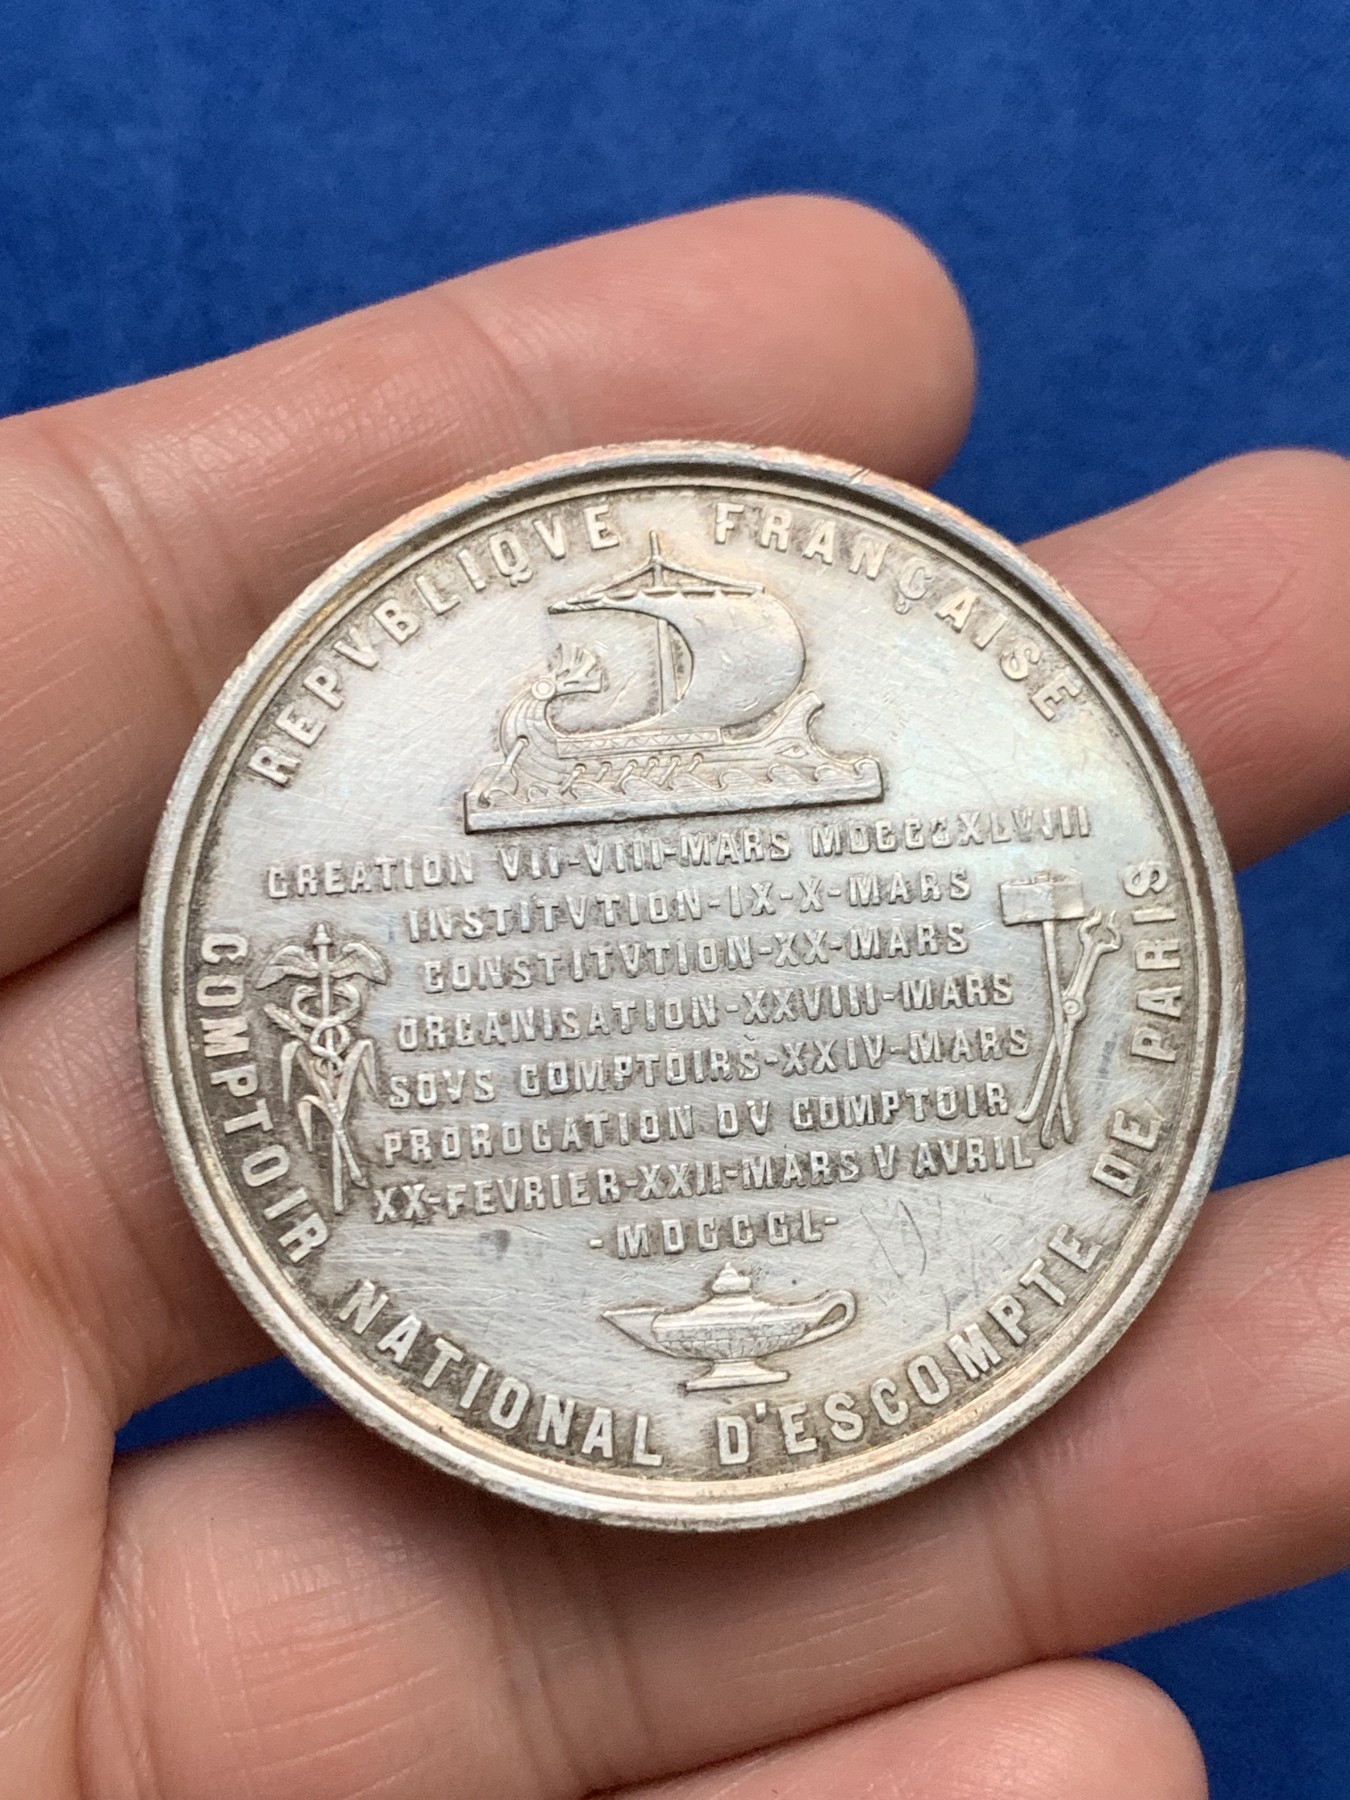 REPVBLIQVE FRANÇAISE
CREATION VII-VIII-MARS MDCCCXLVIII
INSTITVTION-IX-X-MARS
CONSTITVTION-XX-MARS
ORGANISATION-XXVIII-MARS
SOVS COMPTOIRS-XXIV-MARS
PROROGATION DV COMPTOIR
XX-FEVRIER-XXII-MARS V AVRIL
-MDCCCL-
COMPTOIR NATIONAL D'ESCOMPTE DE PARIS